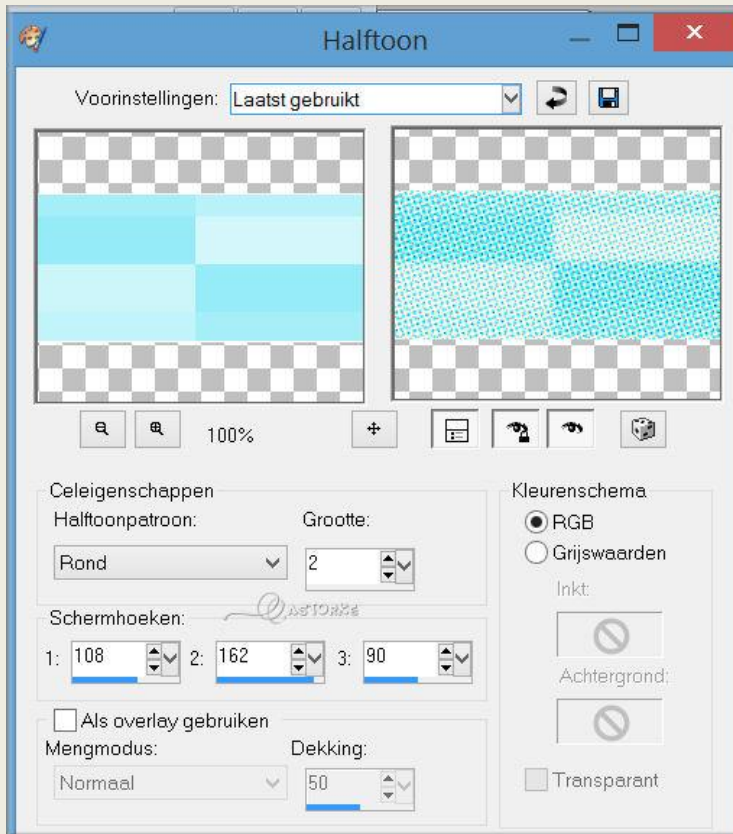 Halftoon
Voorinstellingen: Laatst gebruikt
100%
Celeigenschappen
Halftoonpatroon: Grootte:
Rond 2
Schermhoeken:
1: 108 2: 162 3: 90
Als overlay gebruiken
Mengmodus: Dekking:
Normaal 50
Kleurenschema
RGB
Grijswaarden
Inkt:
Achtergrond:
Transparant